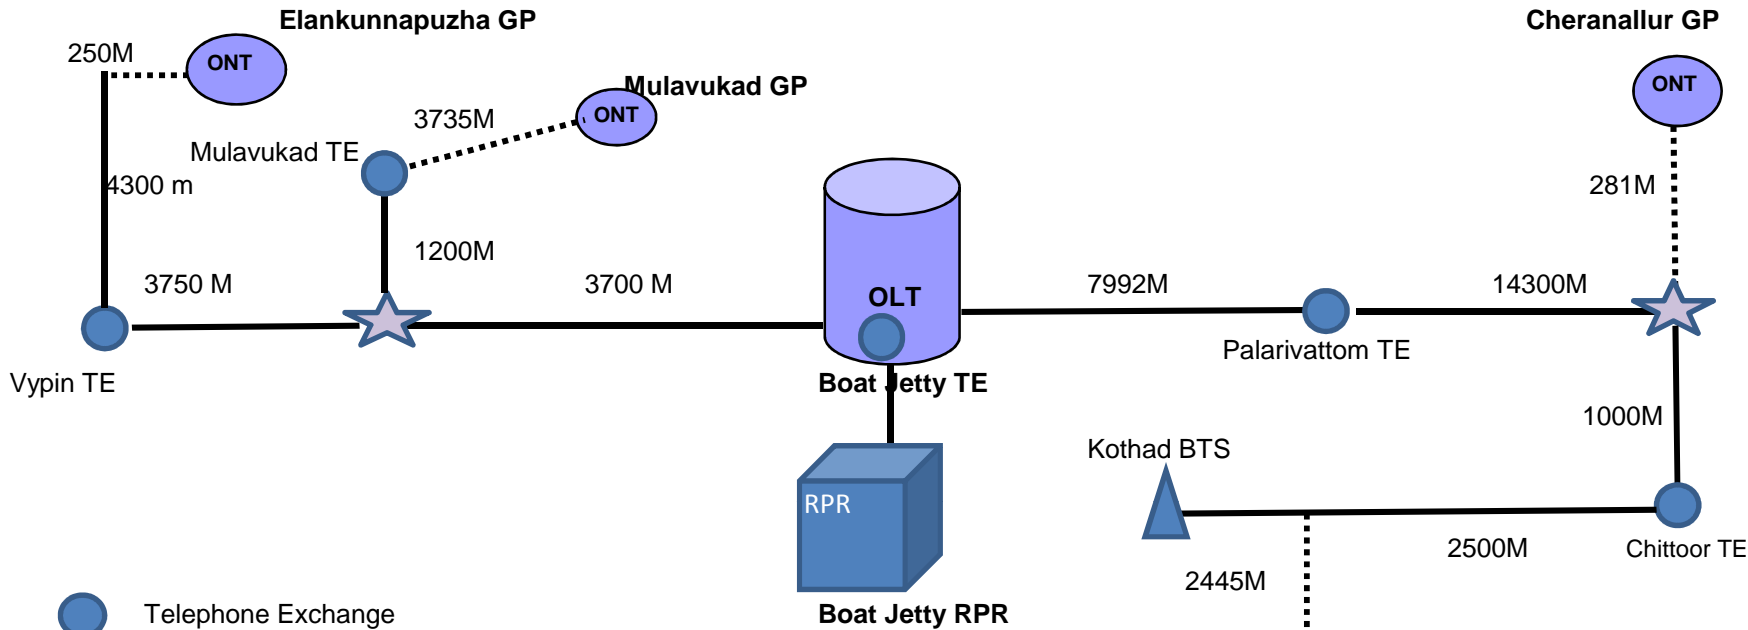 Elankunnapuzha GP
Cheranallur GP
250M
ONT
ONT
Mulavukad GP
3735M
ONT
Mulavukad TE
4300 m
281M
1200M
3750 M
3700 M
OLT
7992M
14300M
Palarivattom TE
Vypin TE
Boat Jetty TE
1000M
Kothad BTS
RPR
2500M
Chittoor TE
2445M
Telephone Exchange
Boat Jetty RPR